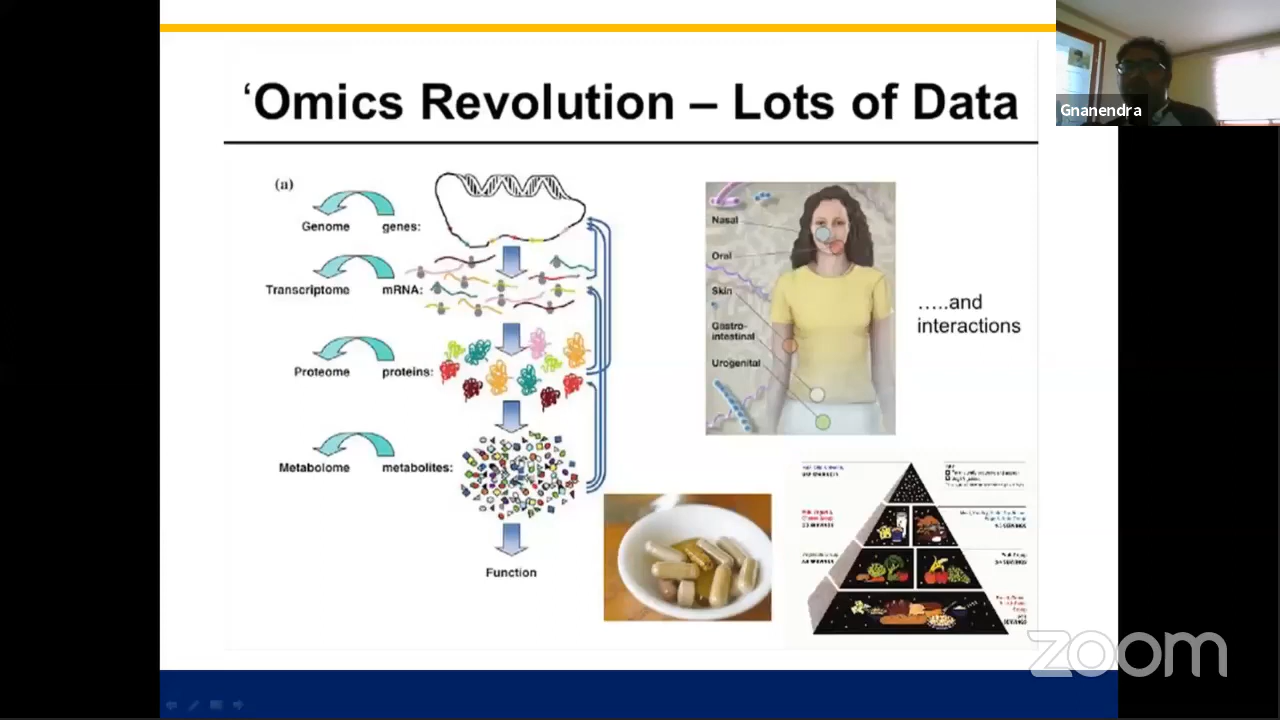 ‘Omics Revolution – Lots of Data
Gnanendra
(a)
Genome genes:
Transcriptome mRNA:
Proteome proteins:
Metabolome metabolites:
Function
Nasal
Oral
Skin
Gastro-
intestinal
Urogenital
…..and
interactions
zoom